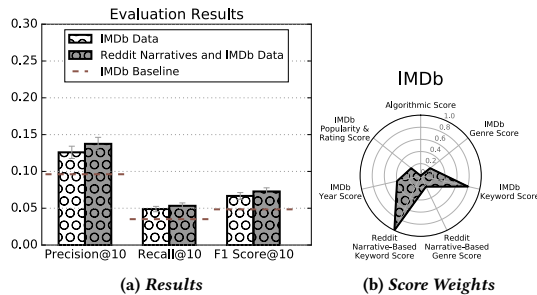 Evaluation Results
0.30
0.25
0.20
0.15
0.10
0.05
0.00
IMDb Data
Reddit Narratives and IMDb Data
IMDb Baseline
Precision@10 Recall@10 F1 Score@10
(a) Results
IMDb
Algorithmic Score
IMDb
Genre Score
IMDb
Keyword Score
Reddit
Narrative-Based
Genre Score
Reddit
Narrative-Based
Keyword Score
IMDb
Year Score
IMDb
Popularity &
Rating Score
1.0
0.8
0.6
0.4
0.2
(b) Score Weights